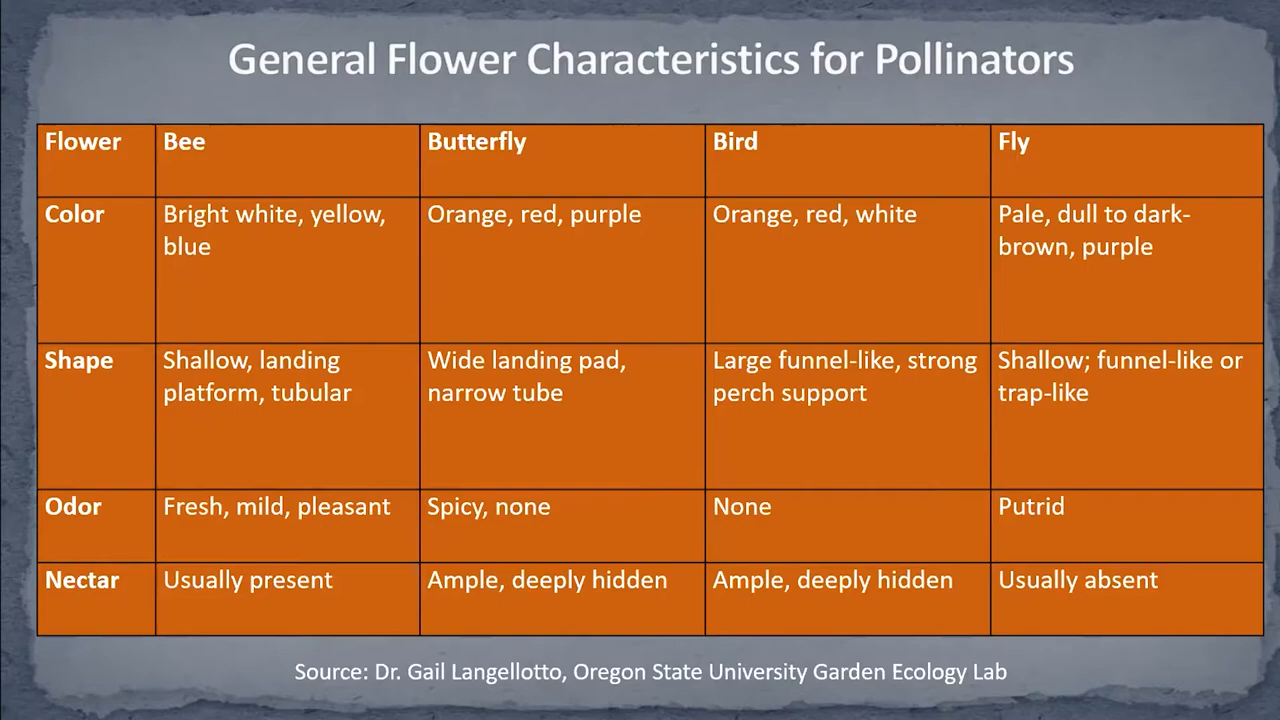 General Flower Characteristics for Pollinators
Flower Bee Butterfly Bird Fly
Color Bright white, yellow, blue Orange, red, purple Orange, red, white Pale, dull to dark-brown, purple
Shape Shallow, landing platform, tubular Wide landing pad, narrow tube Large funnel-like, strong perch support Shallow; funnel-like or trap-like
Odor Fresh, mild, pleasant Spicy, none None Putrid
Nectar Usually present Ample, deeply hidden Ample, deeply hidden Usually absent
Source: Dr. Gail Langellotto, Oregon State University Garden Ecology Lab